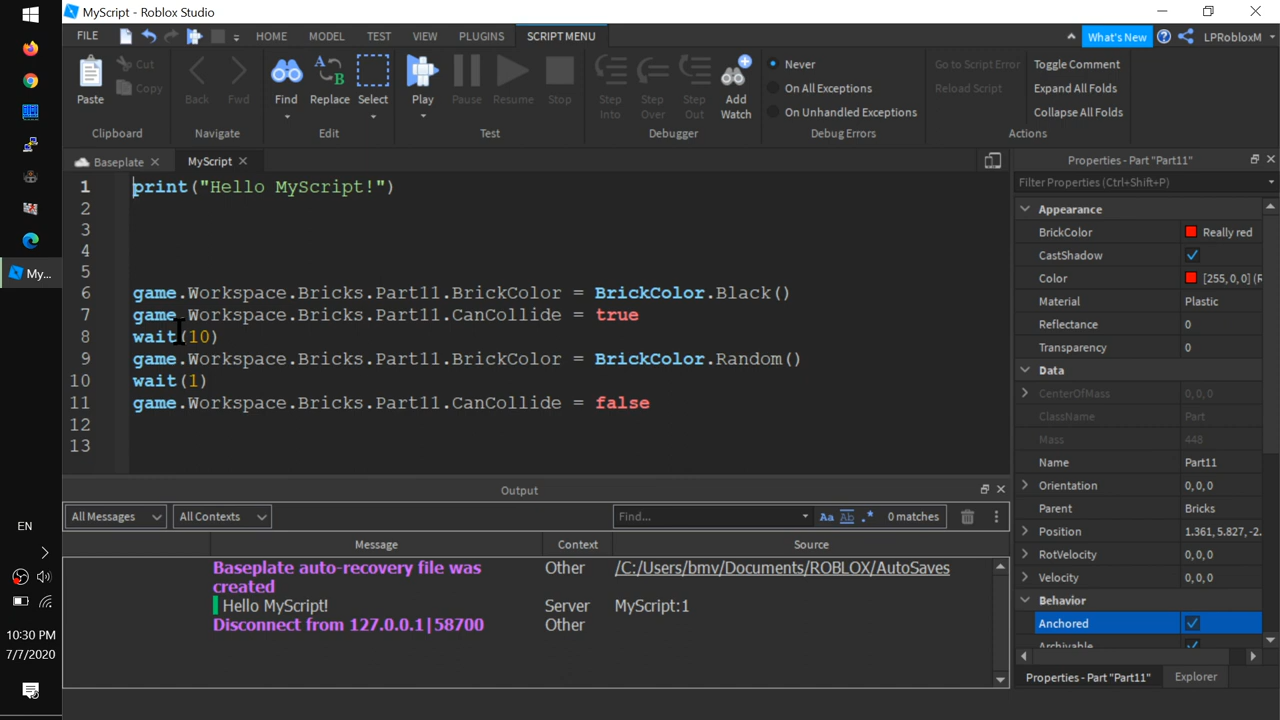 MyScript - Roblox Studio
FILE HOME MODEL TEST VIEW PLUGINS SCRIPT MENU What's New LPRobloxM
Paste Cut Copy Back Fwd Find Replace Select Play Pause Resume Stop Step Into Step Over Step Out Add Watch
Never
On All Exceptions
On Unhandled Exceptions
Go to Script Error
Reload Script
Toggle Comment
Expand All Folds
Collapse All Folds
Clipboard Navigate Edit Test Debugger Debug Errors Actions
Baseplate MyScript
1 print("Hello MyScript!")
2
3
4
5
6 game.Workspace.Bricks.Part11.BrickColor = BrickColor.Black()
7 game.Workspace.Bricks.Part11.CanCollide = true
8 wait(10)
9 game.Workspace.Bricks.Part11.BrickColor = BrickColor.Random()
10 wait(1)
11 game.Workspace.Bricks.Part11.CanCollide = false
12
13
Output
All Messages All Contexts Find... Aa Ab .* 0 matches
Message Context Source
Baseplate auto-recovery file was created Other /C:/Users/bmv/Documents/ROBLOX/AutoSaves
Hello MyScript! Server MyScript:1
Disconnect from 127.0.0.1|58700 Other
Properties - Part "Part11"
Filter Properties (Ctrl+Shift+P)
Appearance
BrickColor Really red
CastShadow
Color [255, 0, 0] (R
Material Plastic
Reflectance 0
Transparency 0
Data
CenterOfMass 0, 0, 0
ClassName Part
Mass 448
Name Part11
Orientation 0, 0, 0
Parent Bricks
Position 1.361, 5.827, -2.
RotVelocity 0, 0, 0
Velocity 0, 0, 0
Behavior
Anchored
Archivable
Properties - Part "Part11" Explorer
My...
EN
10:30 PM
7/7/2020